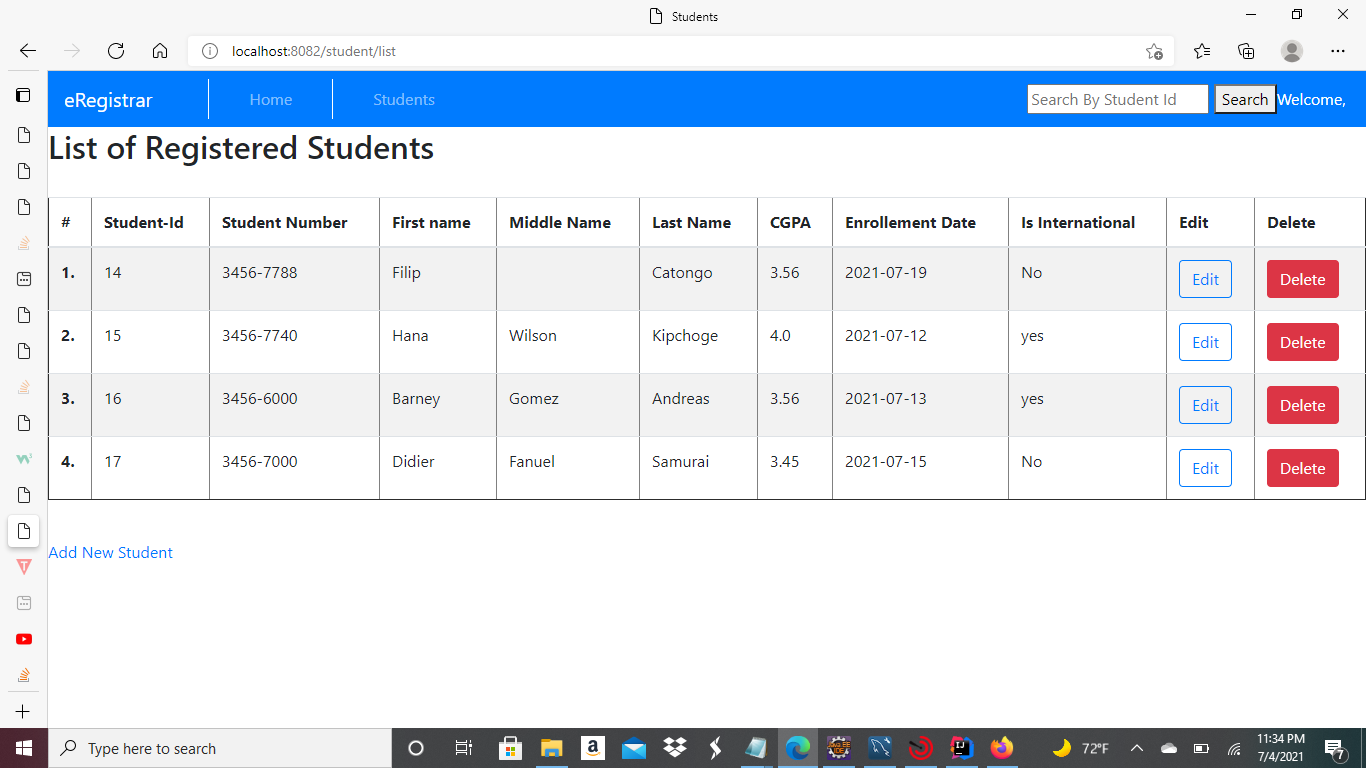 Students
localhost:8082/student/list
eRegistrar Home Students Search By Student Id Search Welcome,
List of Registered Students
# Student-Id Student Number First name Middle Name Last Name CGPA Enrollement Date Is International Edit Delete
1. 14 3456-7788 Filip Catongo 3.56 2021-07-19 No Edit Delete
2. 15 3456-7740 Hana Wilson Kipchoge 4.0 2021-07-12 yes Edit Delete
3. 16 3456-6000 Barney Gomez Andreas 3.56 2021-07-13 yes Edit Delete
4. 17 3456-7000 Didier Fanuel Samurai 3.45 2021-07-15 No Edit Delete
Add New Student
Type here to search 72°F 11:34 PM
7/4/2021 7